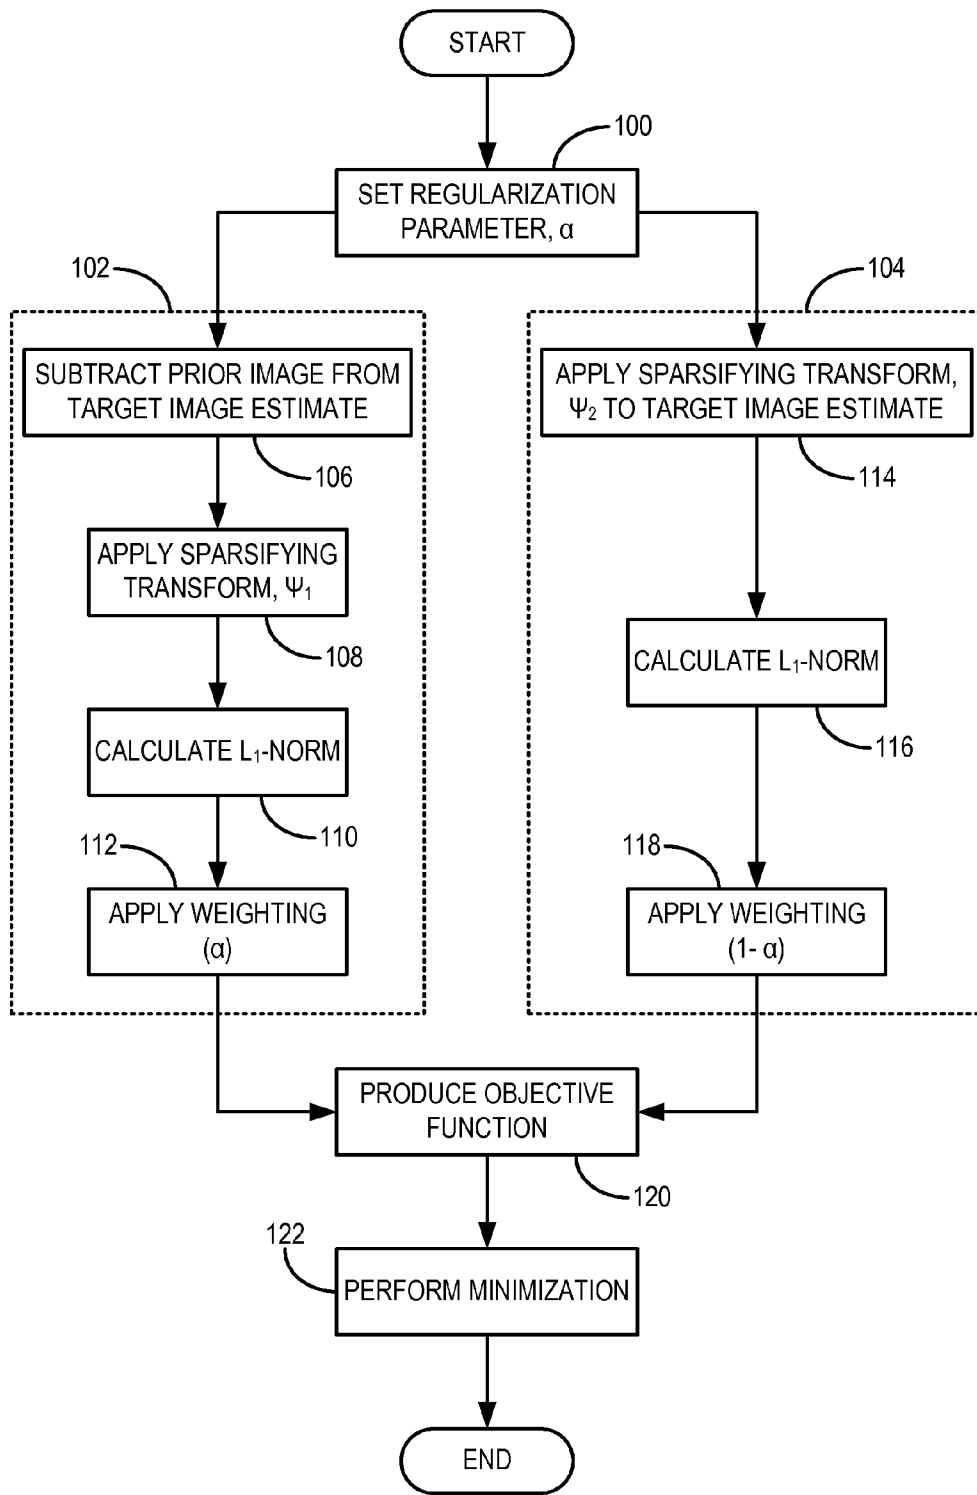 START
100
SET REGULARIZATION
PARAMETER, α
102
104
SUBTRACT PRIOR IMAGE FROM
TARGET IMAGE ESTIMATE
106
APPLY SPARSIFYING TRANSFORM,
Ψ₂ TO TARGET IMAGE ESTIMATE
114
APPLY SPARSIFYING
TRANSFORM, Ψ₁
108
CALCULATE L₁-NORM
116
CALCULATE L₁-NORM
110
112
APPLY WEIGHTING
(α)
118
APPLY WEIGHTING
(1- α)
PRODUCE OBJECTIVE
FUNCTION
120
122
PERFORM MINIMIZATION
END